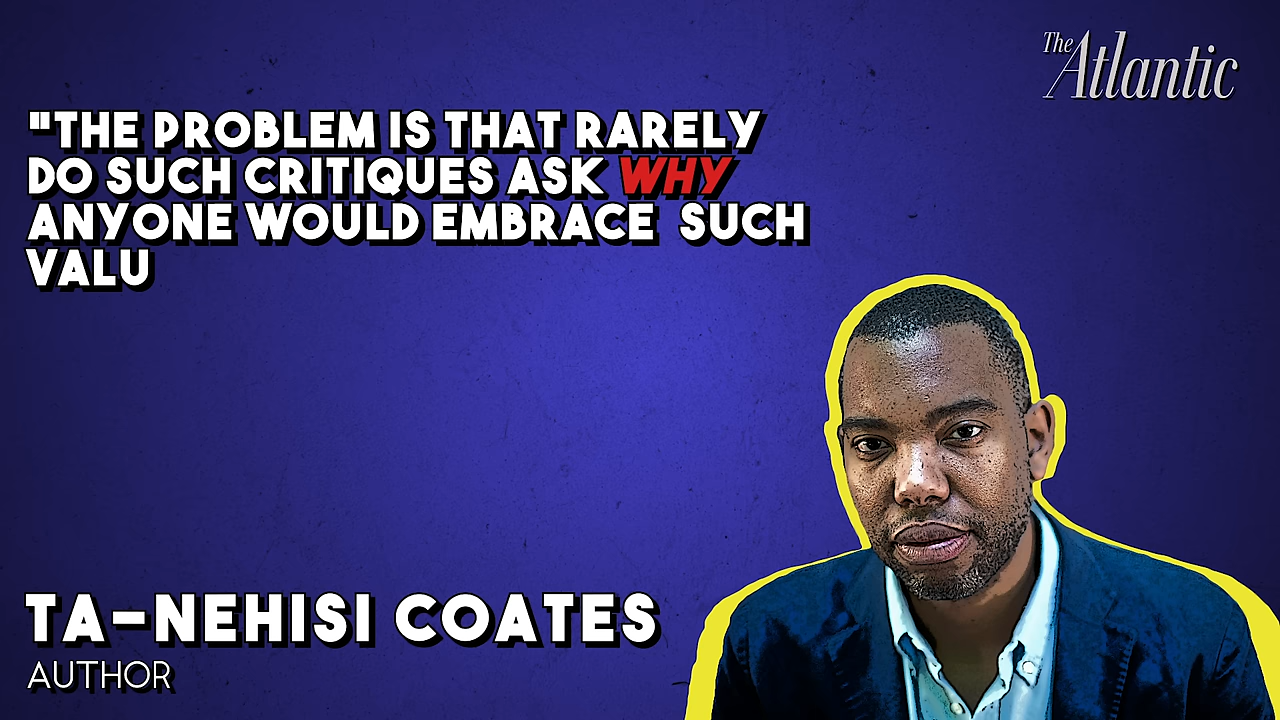 The Atlantic
"THE PROBLEM IS THAT RARELY
DO SUCH CRITIQUES ASK WHY
ANYONE WOULD EMBRACE SUCH
VALU
TA-NEHISI COATES
AUTHOR